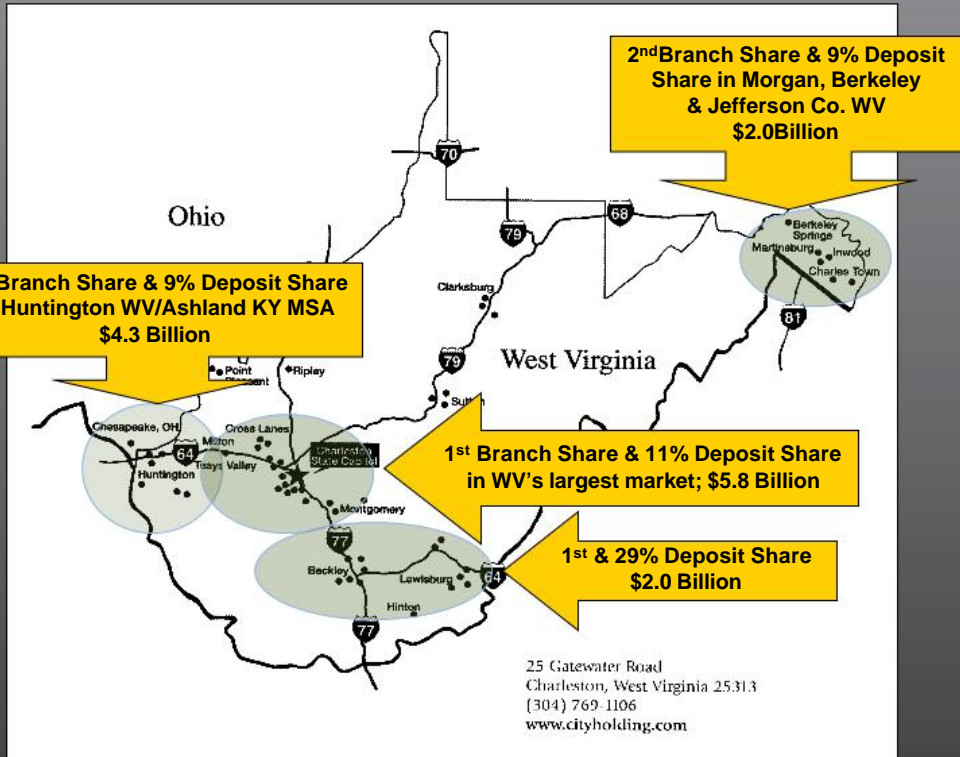 2ndBranch Share & 9% Deposit
Share in Morgan, Berkeley
& Jefferson Co. WV
$2.0Billion
70
Ohio
68
79
Berkeley
Springs
Martinsburg
Inwood
Charles Town
Branch Share & 9% Deposit Share
Huntington WV/Ashland KY MSA
$4.3 Billion
Clarksburg
81
79
West Virginia
Point
Ripley
Sutton
Chesapeake, OH
Cross Lanes
Milton
64
Teays Valley
Charleston
State Capitol
Huntington
1st Branch Share & 11% Deposit Share
in WV's largest market; $5.8 Billion
Montgomery
77
1st & 29% Deposit Share
$2.0 Billion
Beckley
Lewisburg
64
Hinton
77
25 Gatewater Road
Charleston, West Virginia 25313
(304) 769-1106
www.cityholding.com